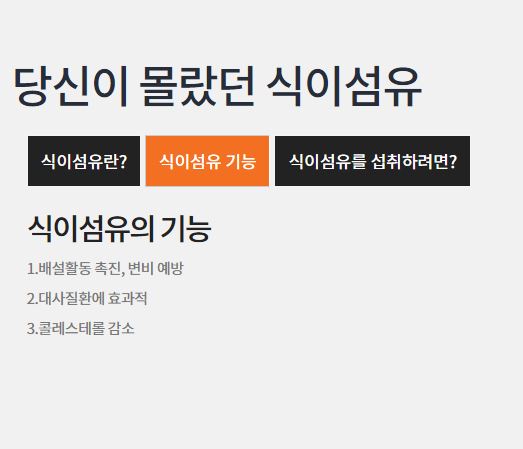 당신이 몰랐던 식이섬유
식이섬유란? 식이섬유 기능 식이섬유를 섭취하려면?
식이섬유의 기능
1.배설활동 촉진, 변비 예방
2.대사질환에 효과적
3.콜레스테롤 감소